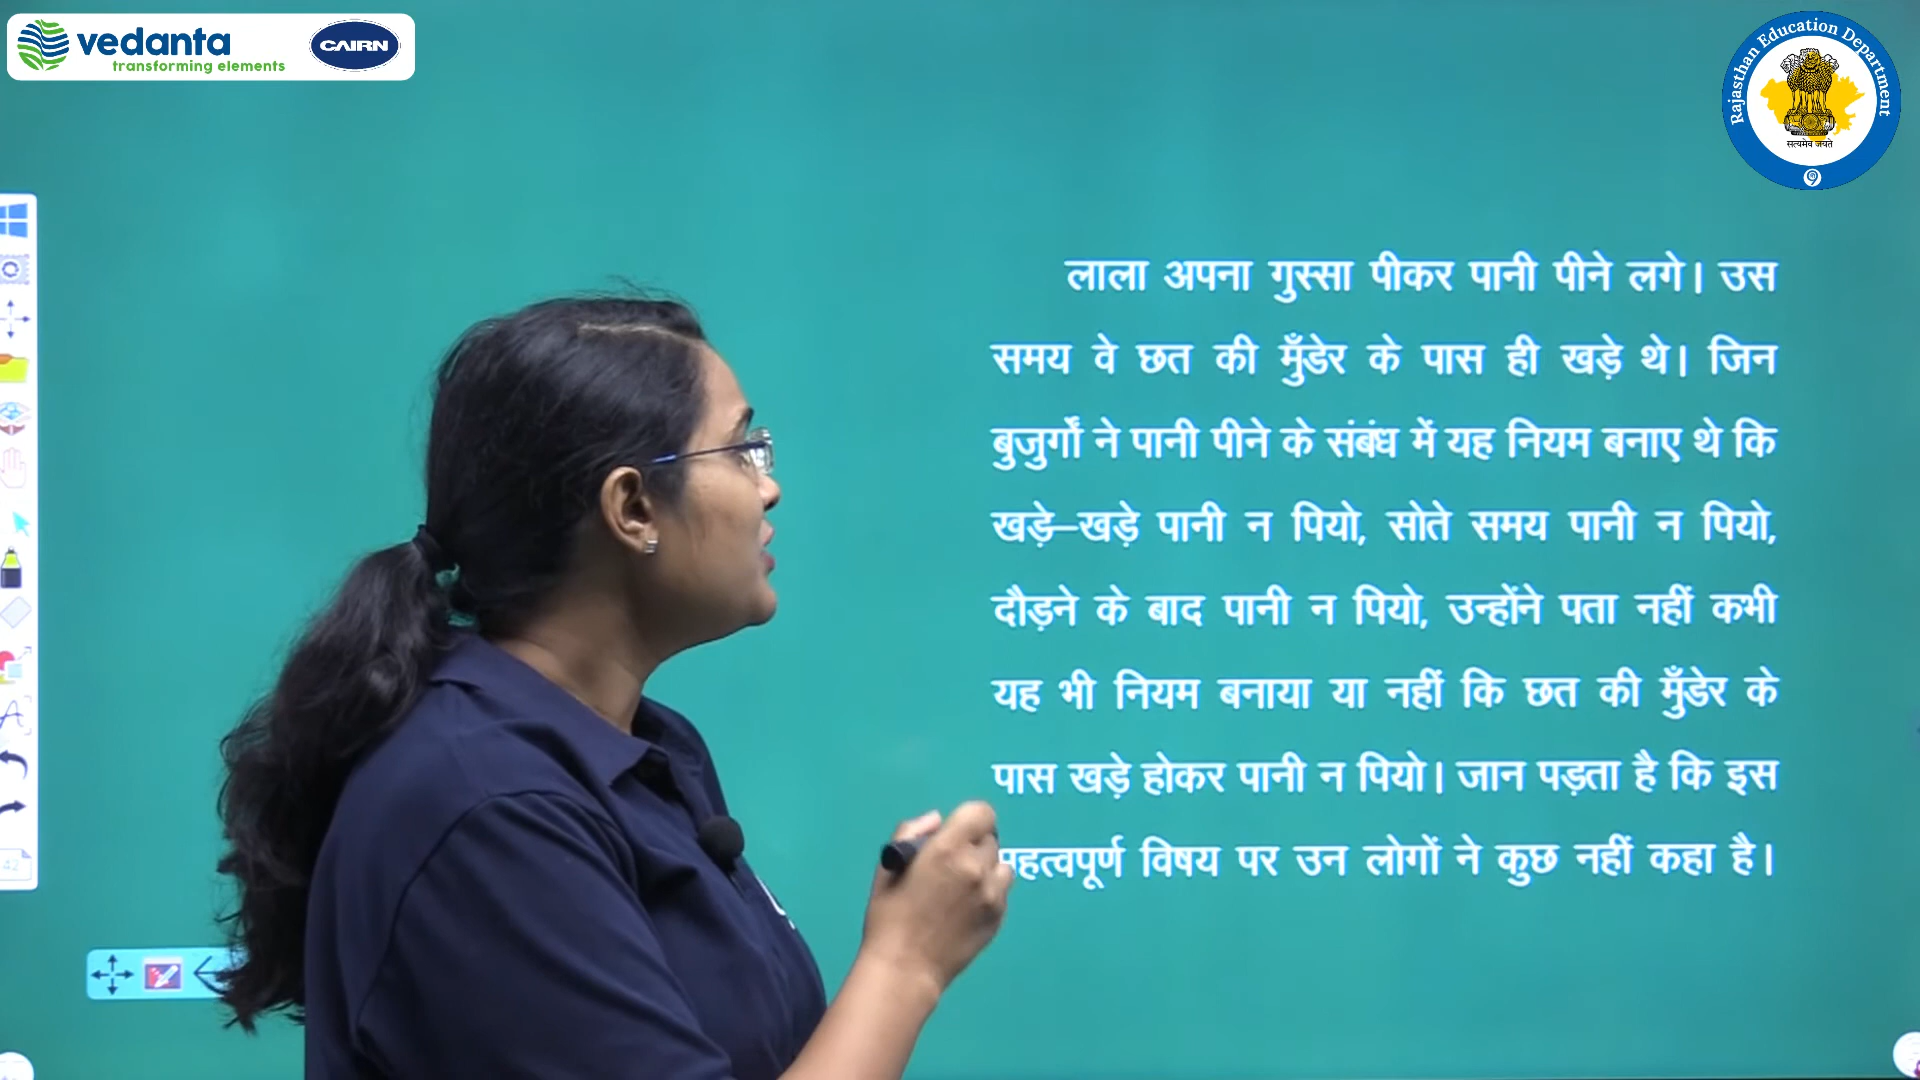 vedanta
transforming elements
CAIRN
Rajasthan Education Department
सत्यमेव जयते
लाला अपना गुस्सा पीकर पानी पीने लगे। उस
समय वे छत की मुँडेर के पास ही खड़े थे। जिन
बुजुर्गों ने पानी पीने के संबंध में यह नियम बनाए थे कि
खड़े–खड़े पानी न पियो, सोते समय पानी न पियो,
दौड़ने के बाद पानी न पियो, उन्होंने पता नहीं कभी
यह भी नियम बनाया या नहीं कि छत की मुँडेर के
पास खड़े होकर पानी न पियो। जान पड़ता है कि इस
महत्वपूर्ण विषय पर उन लोगों ने कुछ नहीं कहा है।
42